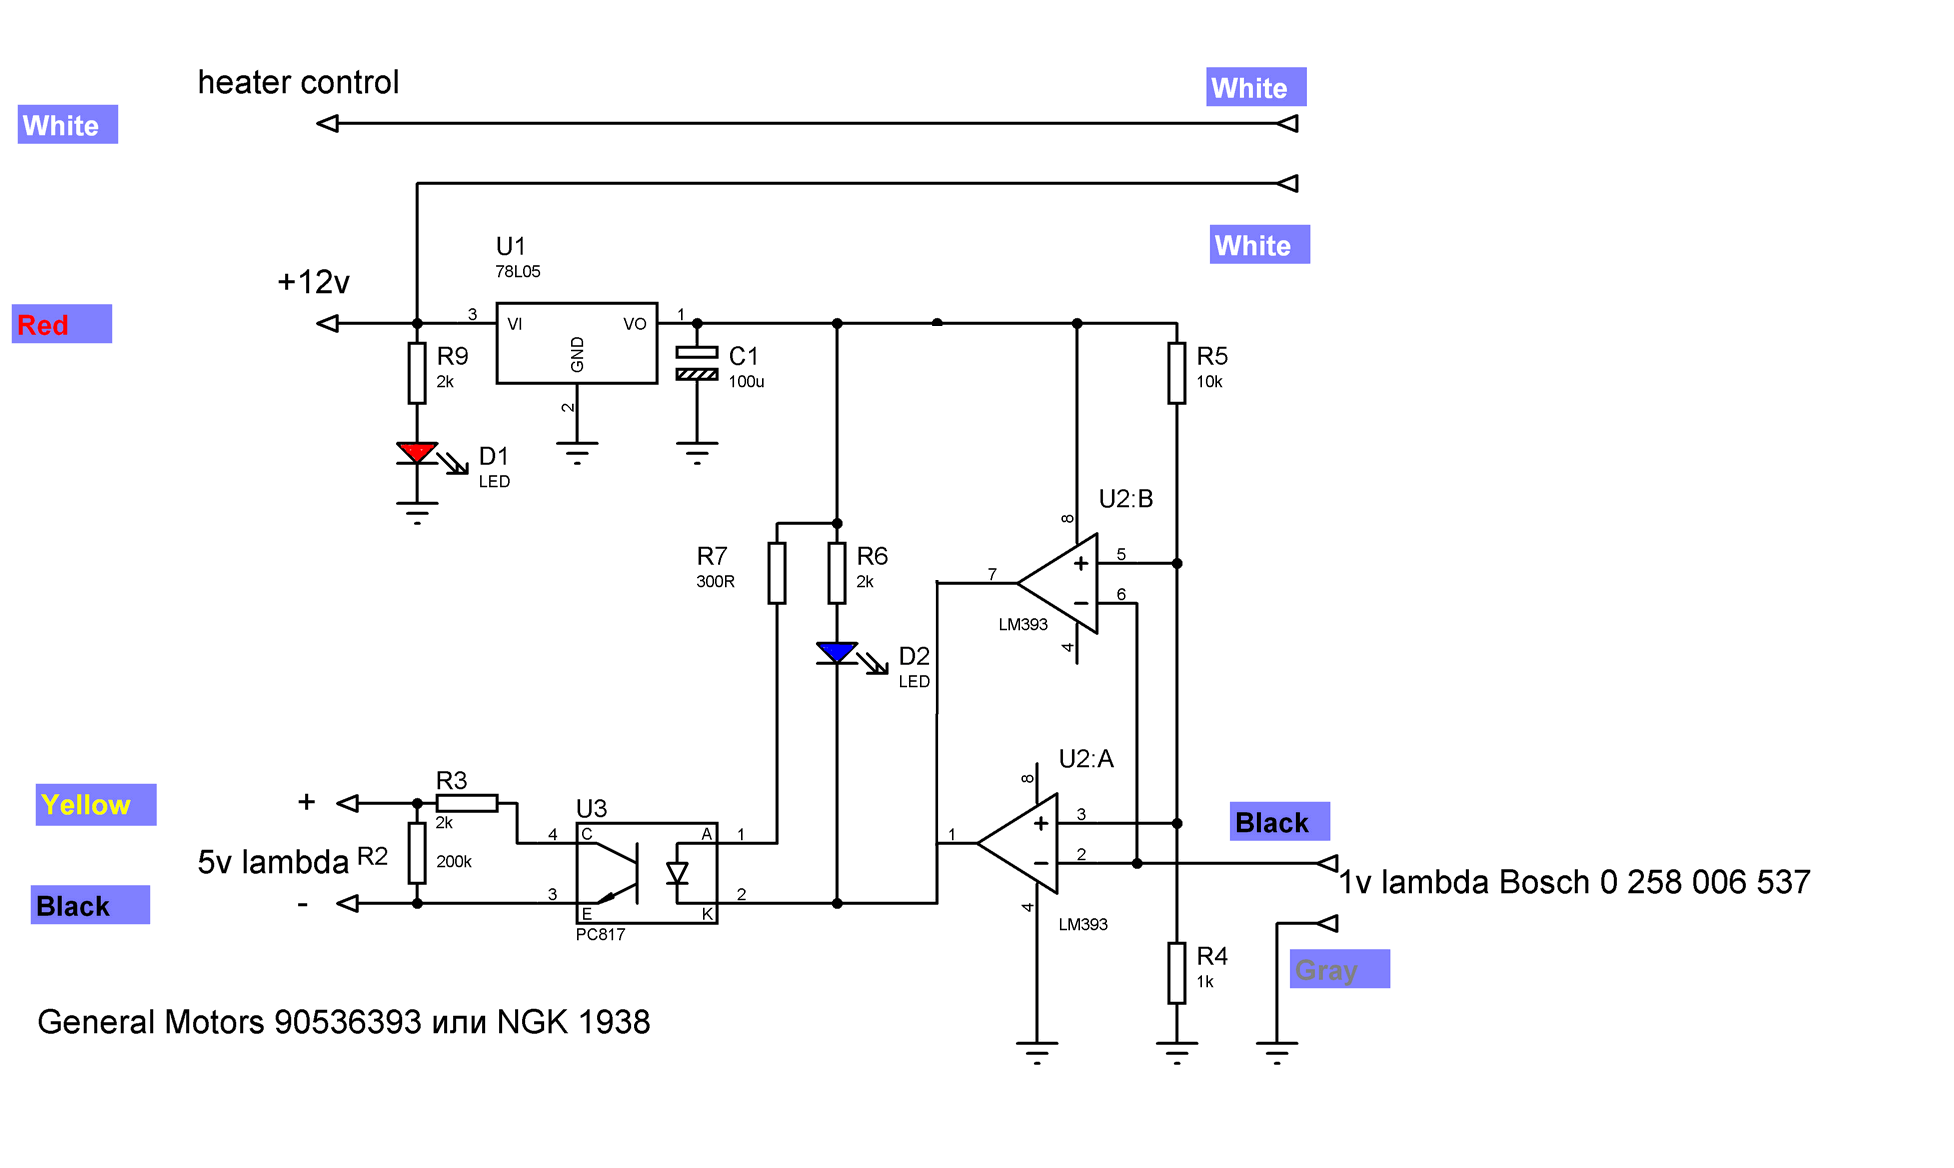 heater control
White
White
White
+12v
Red
U1
78L05
3
VI
VO
1
GND
2
R9
2k
C1
100u
R5
10k
D1
LED
U2:B
8
7
+
5
−
6
4
LM393
R7
300R
R6
2k
D2
LED
U2:A
8
1
+
3
−
2
4
LM393
Yellow
+
R3
2k
U3
4
C
A
1
5v lambda
R2
200k
Black
-
3
E
K
2
PC817
Black
1v lambda Bosch 0 258 006 537
Gray
R4
1k
General Motors 90536393 или NGK 1938